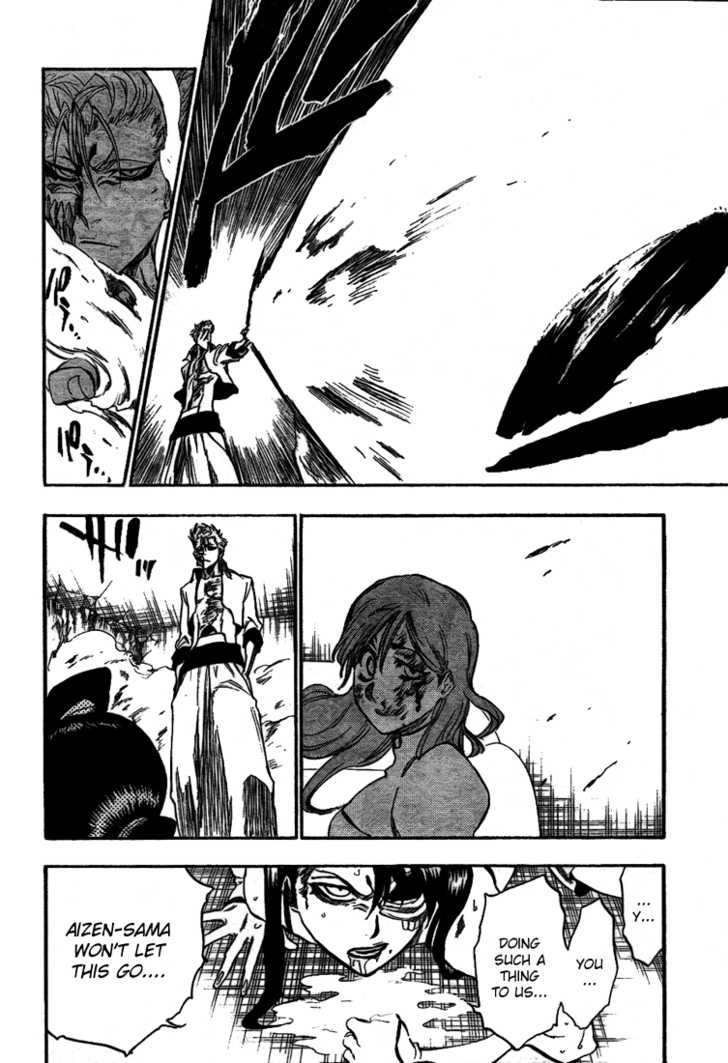 ...
Y...
YOU
...
DOING
SUCH A
THING
TO US...
AIZEN-SAMA
WON'T LET
THIS GO....